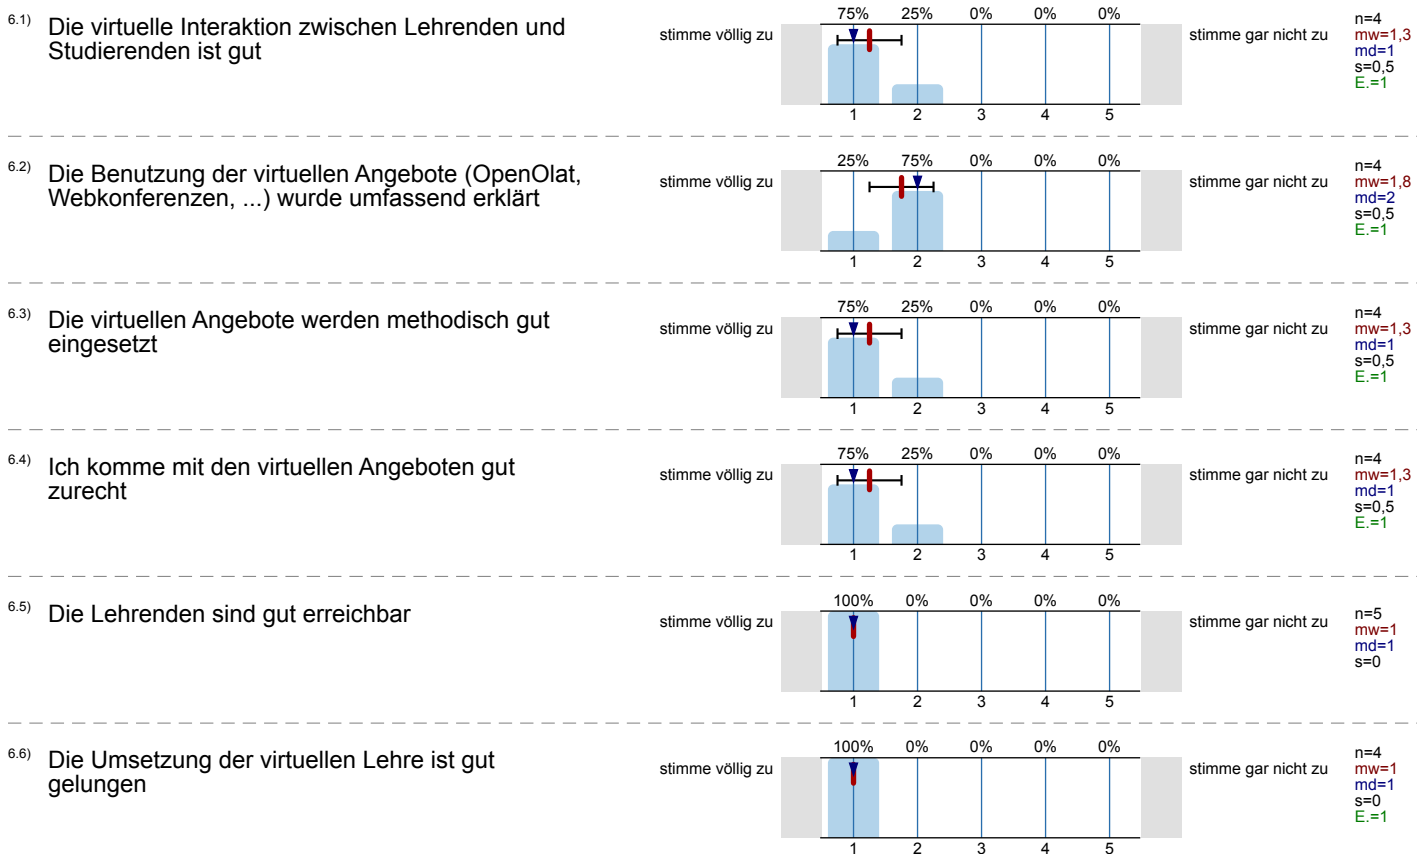 6.1) Die virtuelle Interaktion zwischen Lehrenden und
Studierenden ist gut
stimme völlig zu
75% 25% 0% 0% 0%
1 2 3 4 5
stimme gar nicht zu
n=4
mw=1,3
md=1
s=0,5
E.=1
6.2) Die Benutzung der virtuellen Angebote (OpenOlat,
Webkonferenzen, ...) wurde umfassend erklärt
stimme völlig zu
25% 75% 0% 0% 0%
1 2 3 4 5
stimme gar nicht zu
n=4
mw=1,8
md=2
s=0,5
E.=1
6.3) Die virtuellen Angebote werden methodisch gut
eingesetzt
stimme völlig zu
75% 25% 0% 0% 0%
1 2 3 4 5
stimme gar nicht zu
n=4
mw=1,3
md=1
s=0,5
E.=1
6.4) Ich komme mit den virtuellen Angeboten gut
zurecht
stimme völlig zu
75% 25% 0% 0% 0%
1 2 3 4 5
stimme gar nicht zu
n=4
mw=1,3
md=1
s=0,5
E.=1
6.5) Die Lehrenden sind gut erreichbar
stimme völlig zu
100% 0% 0% 0% 0%
1 2 3 4 5
stimme gar nicht zu
n=5
mw=1
md=1
s=0
6.6) Die Umsetzung der virtuellen Lehre ist gut
gelungen
stimme völlig zu
100% 0% 0% 0% 0%
1 2 3 4 5
stimme gar nicht zu
n=4
mw=1
md=1
s=0
E.=1